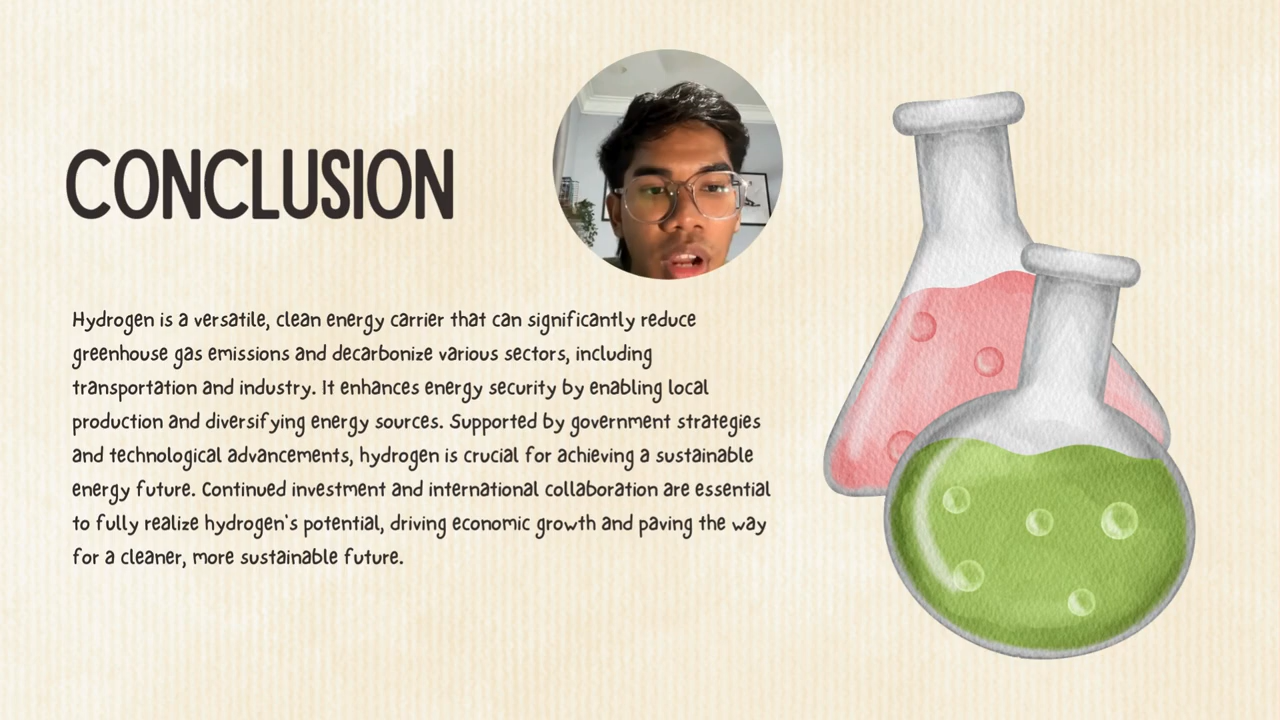 CONCLUSION
Hydrogen is a versatile, clean energy carrier that can significantly reduce
greenhouse gas emissions and decarbonize various sectors, including
transportation and industry. It enhances energy security by enabling local
production and diversifying energy sources. Supported by government strategies
and technological advancements, hydrogen is crucial for achieving a sustainable
energy future. Continued investment and international collaboration are essential
to fully realize hydrogen's potential, driving economic growth and paving the way
for a cleaner, more sustainable future.